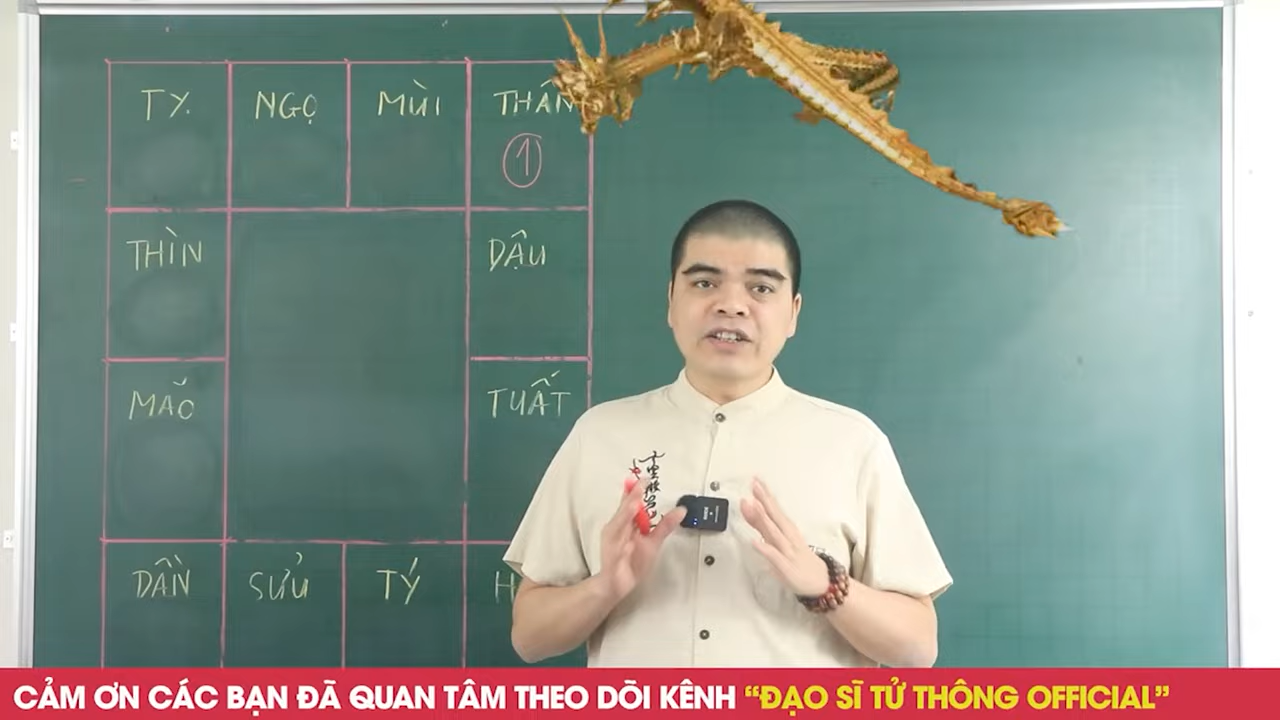 TỴ NGỌ MÙI THÂN
①
THÌN DẬU
MÃO TUẤT
DẦN SỬU TÝ H
CẢM ƠN CÁC BẠN ĐÃ QUAN TÂM THEO DÕI KÊNH “ĐẠO SĨ TỬ THÔNG OFFICIAL”